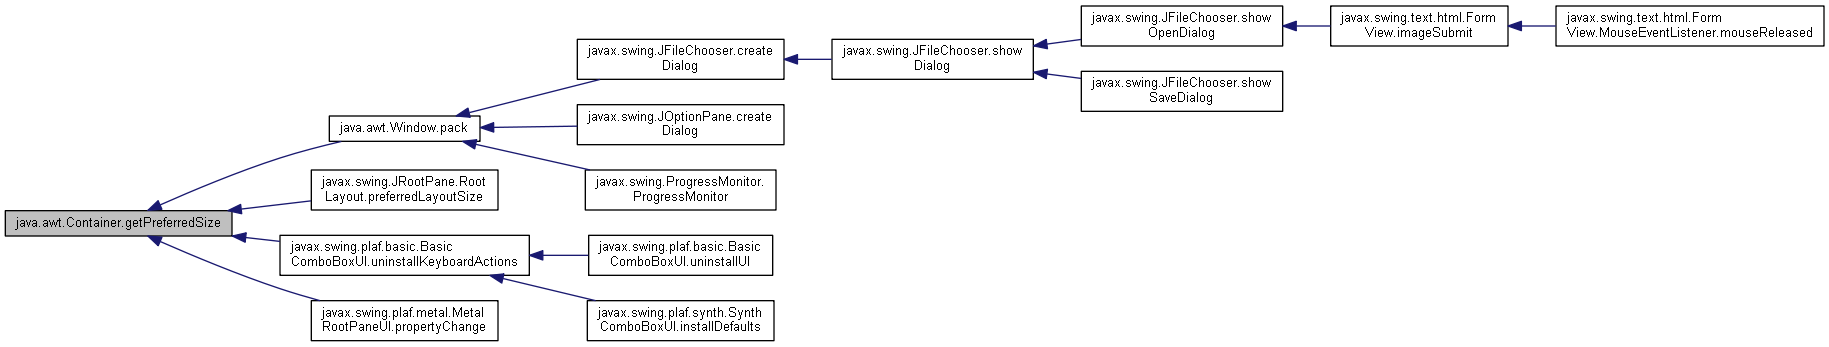 java.awt.Container.getPreferredSize
java.awt.Window.pack
javax.swing.JFileChooser.create
Dialog
javax.swing.JFileChooser.show
Dialog
javax.swing.JFileChooser.show
OpenDialog
javax.swing.text.html.Form
View.imageSubmit
javax.swing.text.html.Form
View.MouseEventListener.mouseReleased
javax.swing.JFileChooser.show
SaveDialog
javax.swing.JOptionPane.create
Dialog
javax.swing.ProgressMonitor.
ProgressMonitor
javax.swing.JRootPane.Root
Layout.preferredLayoutSize
javax.swing.plaf.basic.Basic
ComboBoxUI.uninstallKeyboardActions
javax.swing.plaf.basic.Basic
ComboBoxUI.uninstallUI
javax.swing.plaf.synth.Synth
ComboBoxUI.installDefaults
javax.swing.plaf.metal.Metal
RootPaneUI.propertyChange